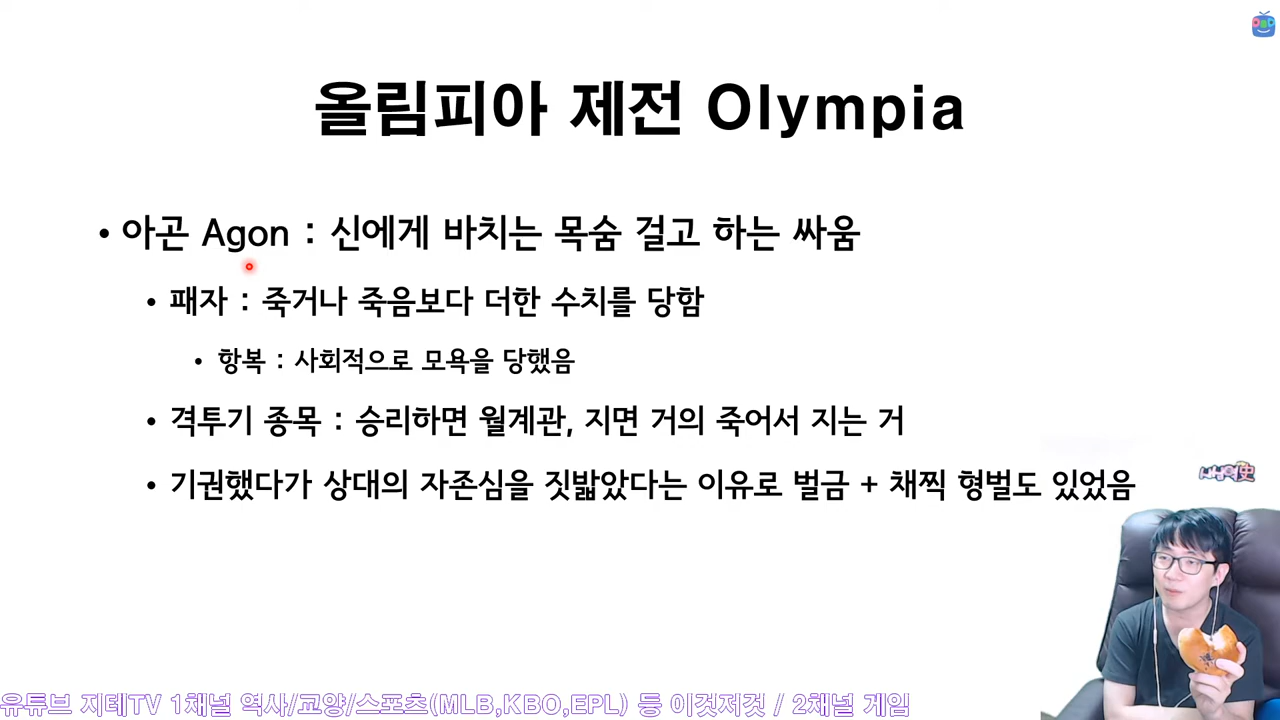 올림피아 제전 Olympia
• 아곤 Agon : 신에게 바치는 목숨 걸고 하는 싸움
• 패자 : 죽거나 죽음보다 더한 수치를 당함
• 항복 : 사회적으로 모욕을 당했음
• 격투기 종목 : 승리하면 월계관, 지면 거의 죽어서 지는 거
• 기권했다가 상대의 자존심을 짓밟았다는 이유로 벌금 + 채찍 형벌도 있었음
유튜브 지테TV 1채널 역사/교양/스포츠(MLB,KBO,EPL) 등 이것저것 / 2채널 게임